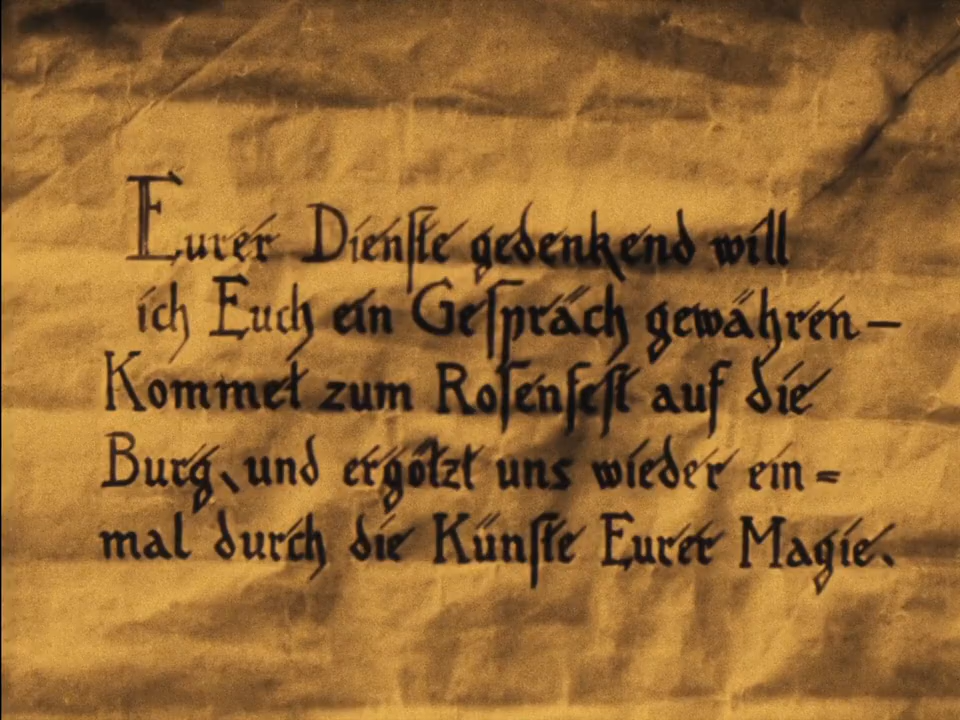 Eurer Dienſte gedenkend will
ich Euch ein Geſpräch gewähren –
Kommet zum Roſenfeſt auf die
Burg, und ergötzt uns wieder ein =
mal durch die Künſte Eurer Magie.